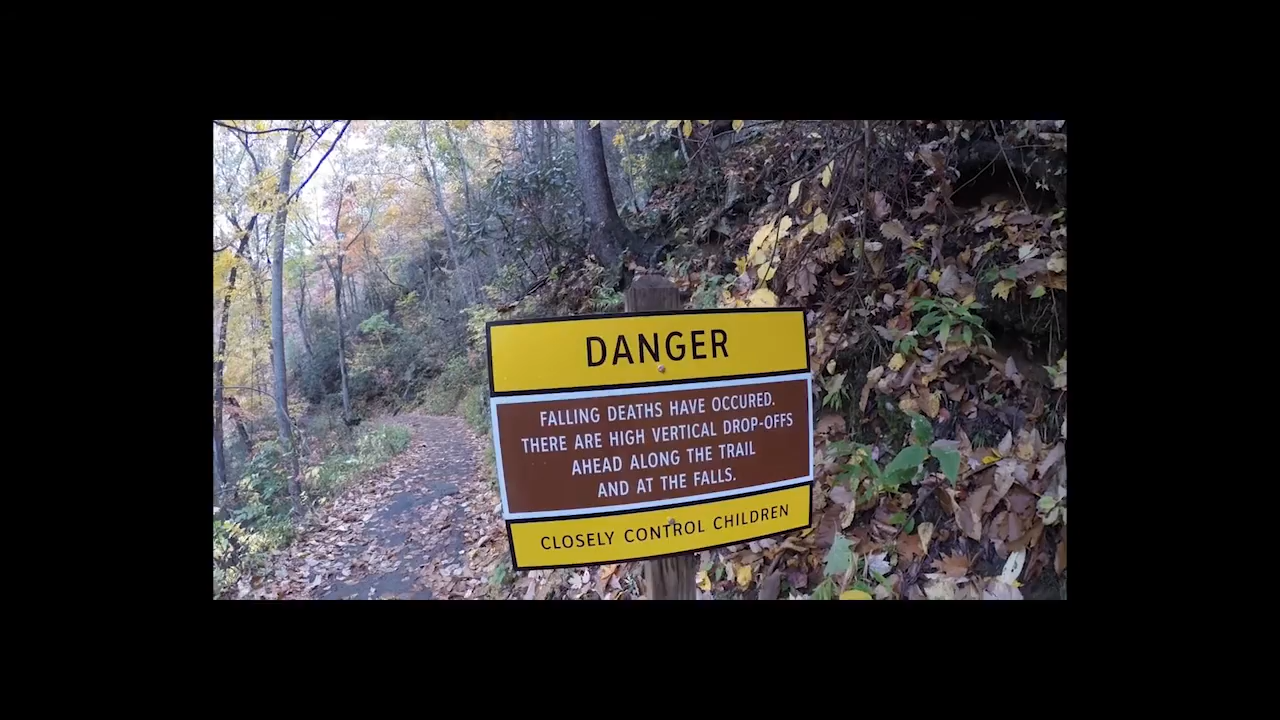 DANGER
FALLING DEATHS HAVE OCCURED.
THERE ARE HIGH VERTICAL DROP-OFFS
AHEAD ALONG THE TRAIL
AND AT THE FALLS.
CLOSELY CONTROL CHILDREN